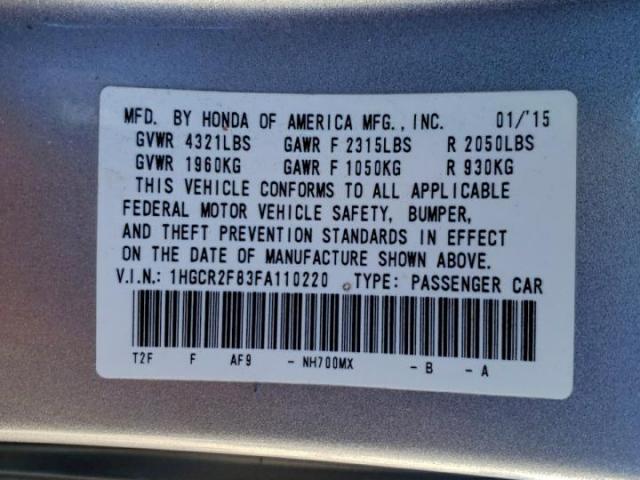 MFD. BY HONDA OF AMERICA MFG., INC. 01/'15
GVWR 4321LBS GAWR F 2315LBS R 2050LBS
GVWR 1960KG GAWR F 1050KG R 930KG
THIS VEHICLE CONFORMS TO ALL APPLICABLE
FEDERAL MOTOR VEHICLE SAFETY, BUMPER,
AND THEFT PREVENTION STANDARDS IN EFFECT
ON THE DATE OF MANUFACTURE SHOWN ABOVE.
V.I.N.: 1HGCR2F83FA110220 TYPE: PASSENGER CAR
T2F F AF9 - NH700MX - B - A